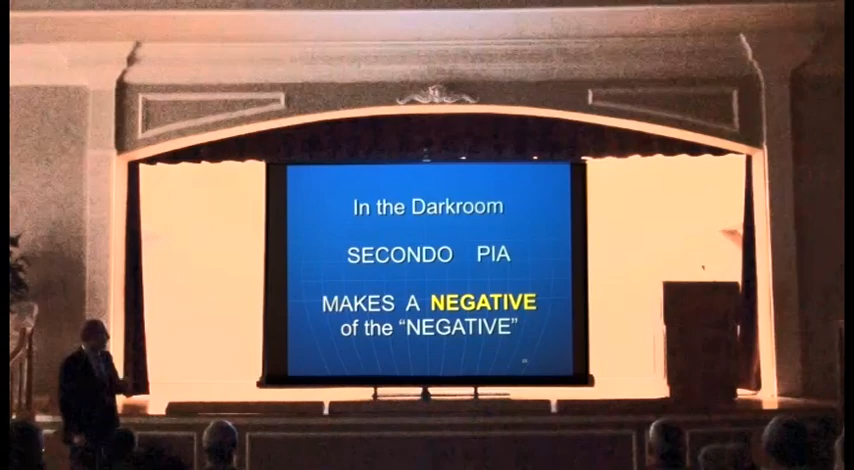 In the Darkroom
SECONDO PIA
MAKES A NEGATIVE
of the “NEGATIVE”